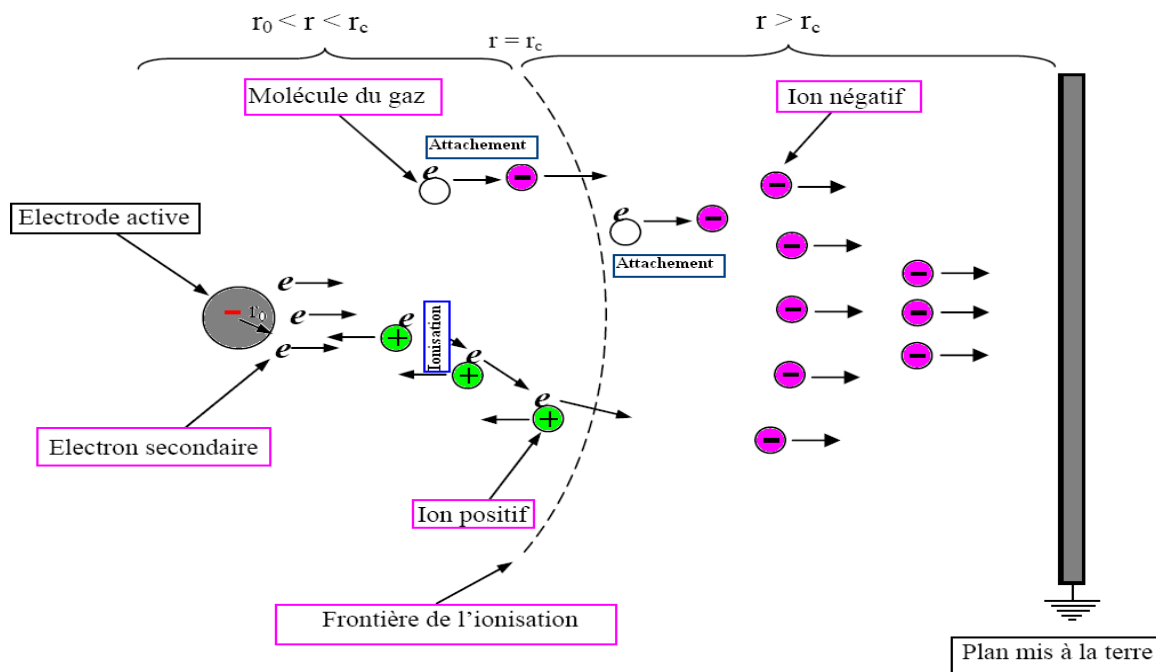 r₀ < r < r꜀
r = r꜀
r > r꜀
Molécule du gaz
Ion négatif
Attachement
e
−
−
Electrode active
e
−
Attachement
e
−
−
− r₀
e
Ionisation
e
−
−
+
e
e
−
+
−
e
Electron secondaire
+
−
Ion positif
Frontière de l’ionisation
Plan mis à la terre